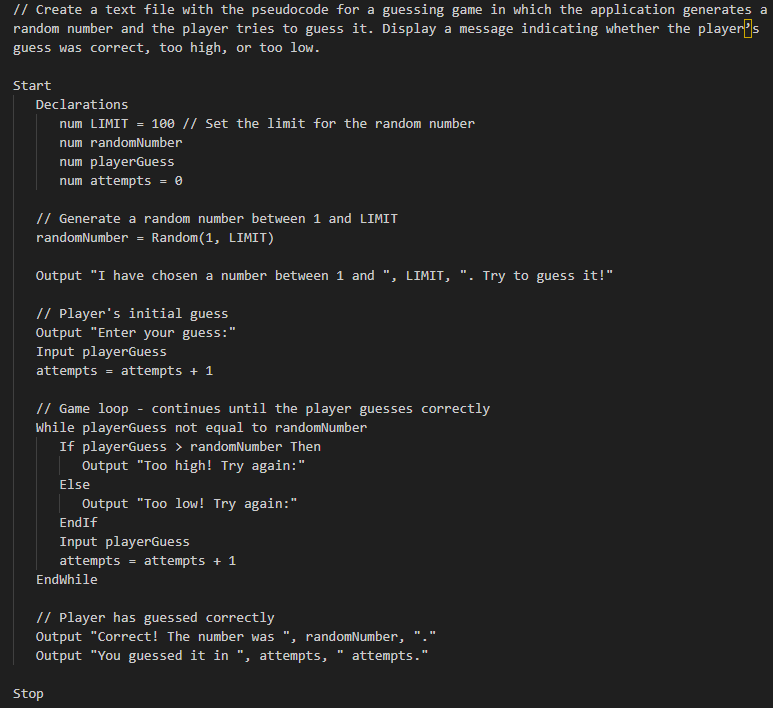 // Create a text file with the pseudocode for a guessing game in which the application generates a
random number and the player tries to guess it. Display a message indicating whether the player’s
guess was correct, too high, or too low.
Start
Declarations
num LIMIT = 100 // Set the limit for the random number
num randomNumber
num playerGuess
num attempts = 0
// Generate a random number between 1 and LIMIT
randomNumber = Random(1, LIMIT)
Output "I have chosen a number between 1 and ", LIMIT, ". Try to guess it!"
// Player's initial guess
Output "Enter your guess:"
Input playerGuess
attempts = attempts + 1
// Game loop - continues until the player guesses correctly
While playerGuess not equal to randomNumber
If playerGuess > randomNumber Then
Output "Too high! Try again:"
Else
Output "Too low! Try again:"
EndIf
Input playerGuess
attempts = attempts + 1
EndWhile
// Player has guessed correctly
Output "Correct! The number was ", randomNumber, "."
Output "You guessed it in ", attempts, " attempts."
Stop